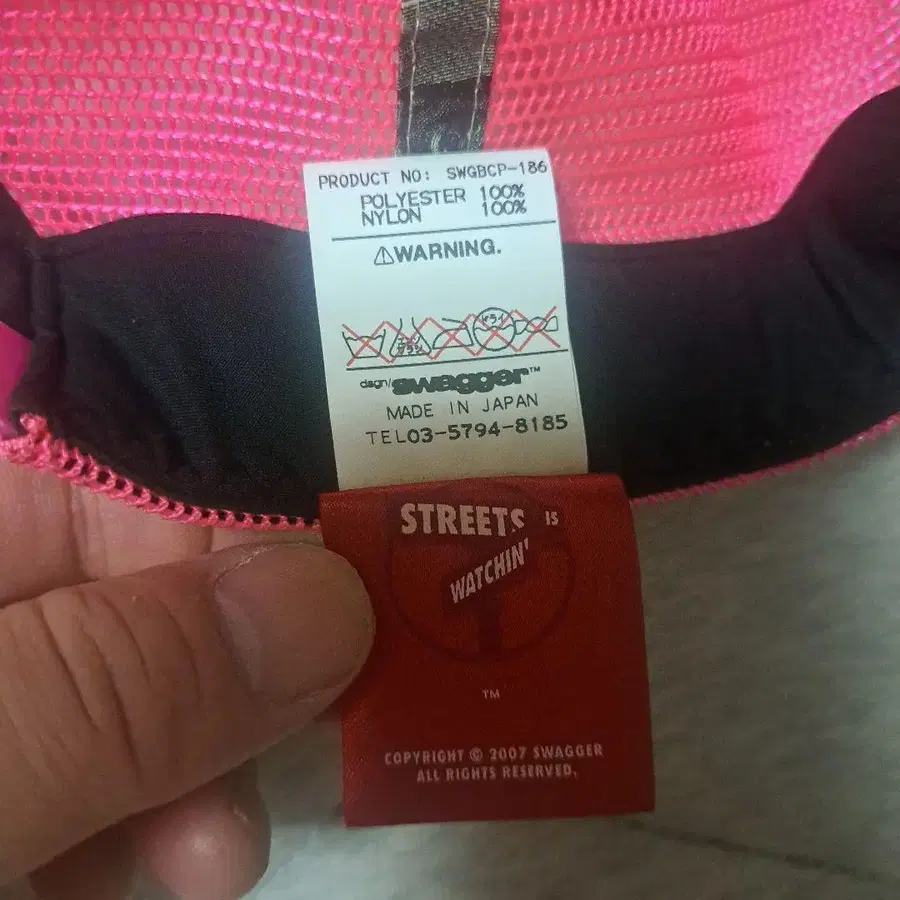 PRODUCT NO: SWGBCP-186
POLYESTER 100%
NYLON 100%
⚠WARNING.
dsgn/swagger™
MADE IN JAPAN
TEL03-5794-8185
STREETS IS
WATCHIN'
TM
COPYRIGHT © 2007 SWAGGER
ALL RIGHTS RESERVED.